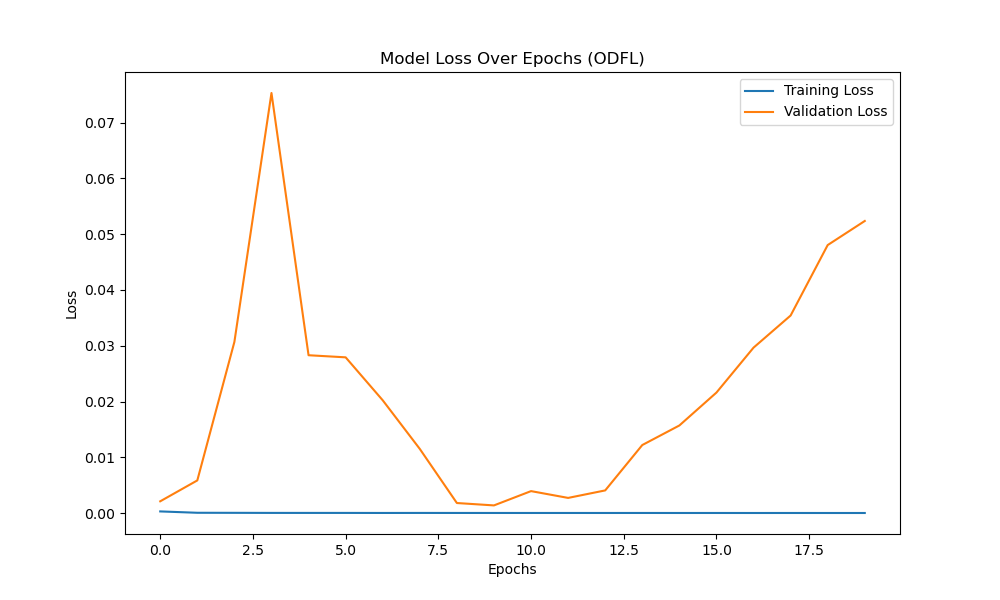 Model Loss Over Epochs (ODFL)
Training Loss
Validation Loss
0.07
0.06
0.05
0.04
0.03
0.02
0.01
0.00
Loss
0.0 2.5 5.0 7.5 10.0 12.5 15.0 17.5
Epochs